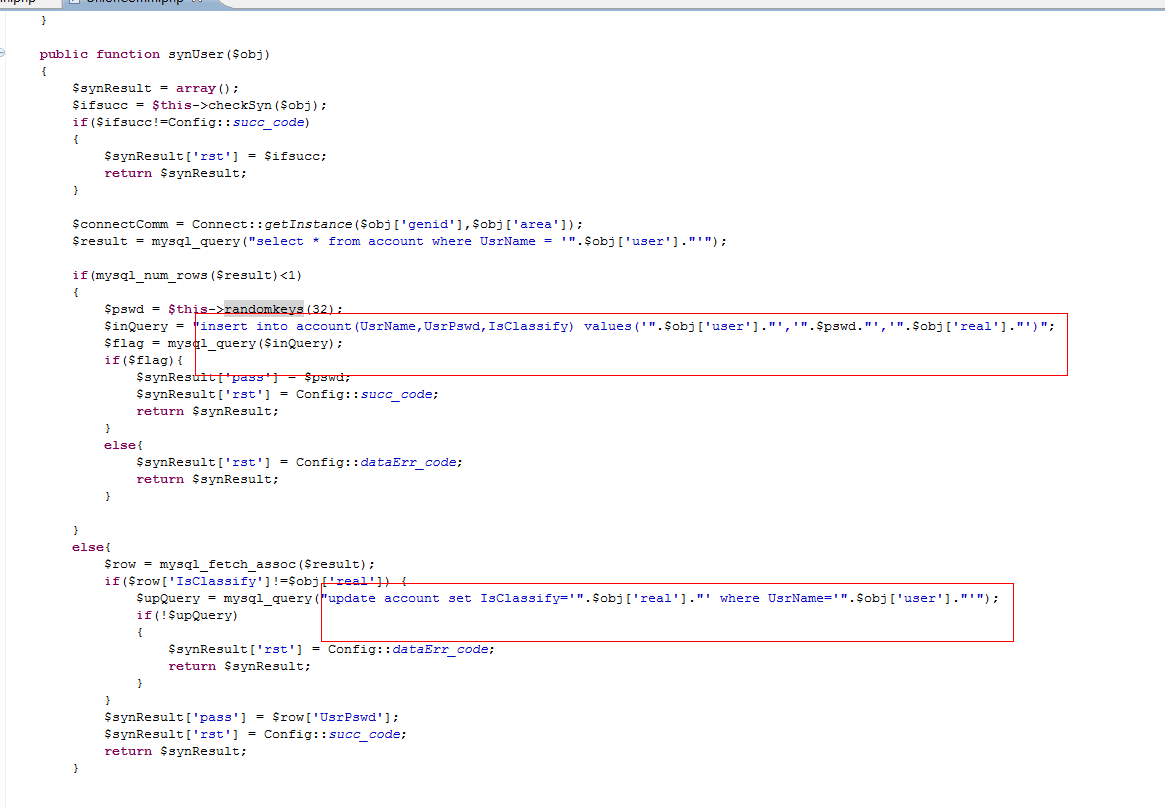 }
public function synUser($obj)
{
$synResult = array();
$ifsucc = $this->checkSyn($obj);
if($ifsucc!=Config::succ_code)
{
$synResult['rst'] = $ifsucc;
return $synResult;
}
$connectComm = Connect::getInstance($obj['genid'],$obj['area']);
$result = mysql_query("select * from account where UsrName = '".$obj['user']."'");
if(mysql_num_rows($result)<1)
{
$pswd = $this->randomkeys(32);
$inQuery = "insert into account(UsrName,UsrPswd,IsClassify) values('".$obj['user']."','".$pswd."','".$obj['real']."')";
$flag = mysql_query($inQuery);
if($flag){
$synResult['pass'] = $pswd;
$synResult['rst'] = Config::succ_code;
return $synResult;
}
else{
$synResult['rst'] = Config::dataErr_code;
return $synResult;
}
}
else{
$row = mysql_fetch_assoc($result);
if($row['IsClassify']!=$obj['real']) {
$upQuery = mysql_query("update account set IsClassify='".$obj['real']."' where UsrName='".$obj['user']."'");
if(!$upQuery)
{
$synResult['rst'] = Config::dataErr_code;
return $synResult;
}
}
$synResult['pass'] = $row['UsrPswd'];
$synResult['rst'] = Config::succ_code;
return $synResult;
}